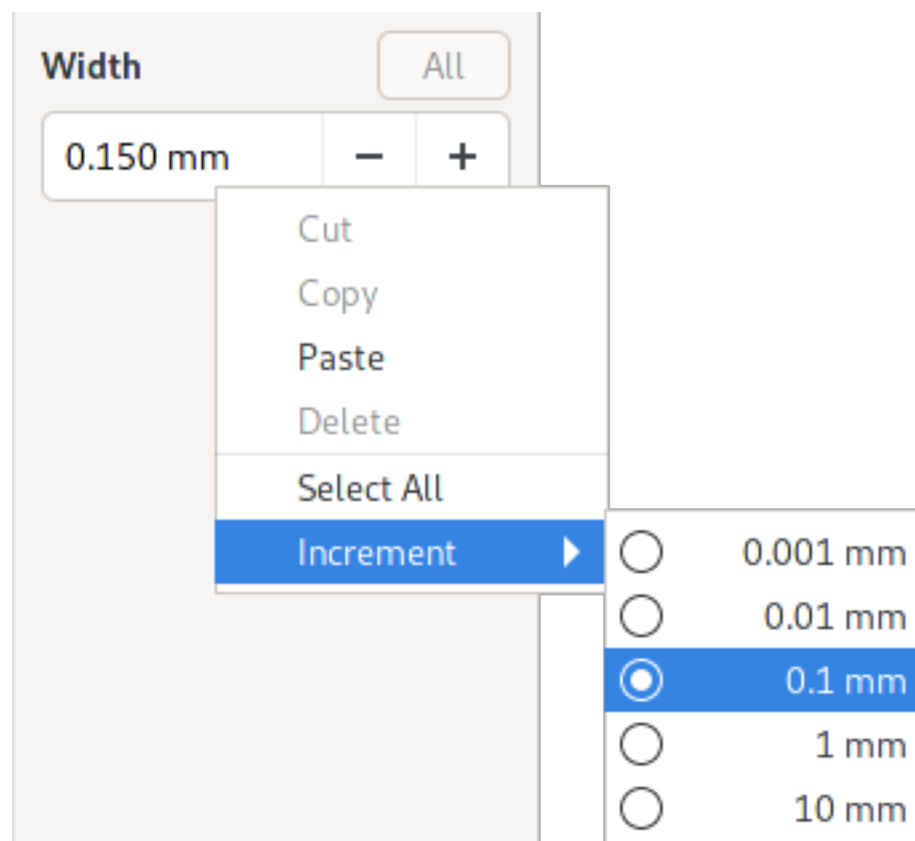 Width
All
0.150 mm − +
Cut
Copy
Paste
Delete
Select All
Increment
0.001 mm
0.01 mm
0.1 mm
1 mm
10 mm